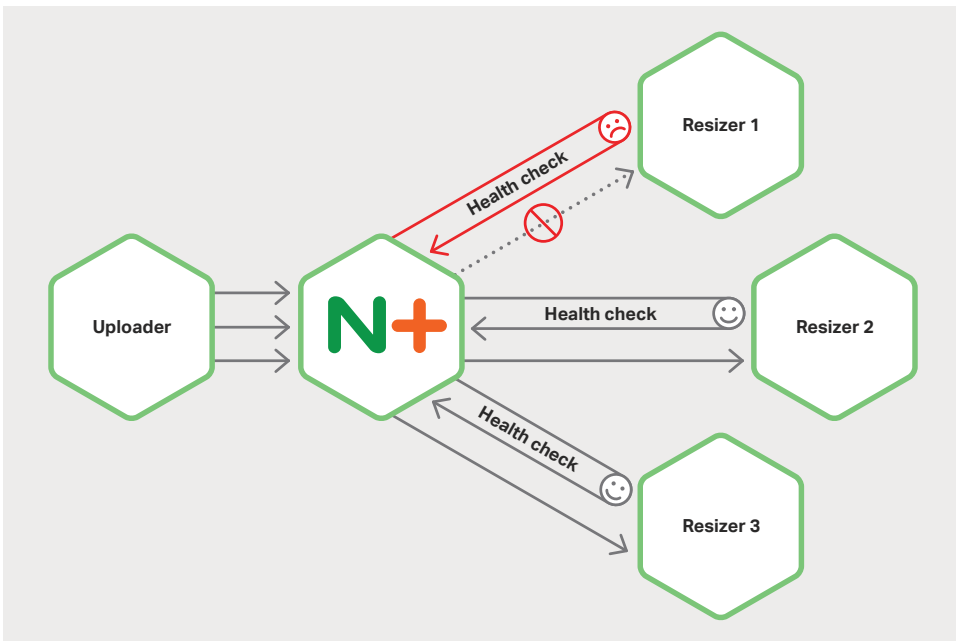 Resizer 1
Health check
Uploader
N+
Health check
Resizer 2
Health check
Resizer 3